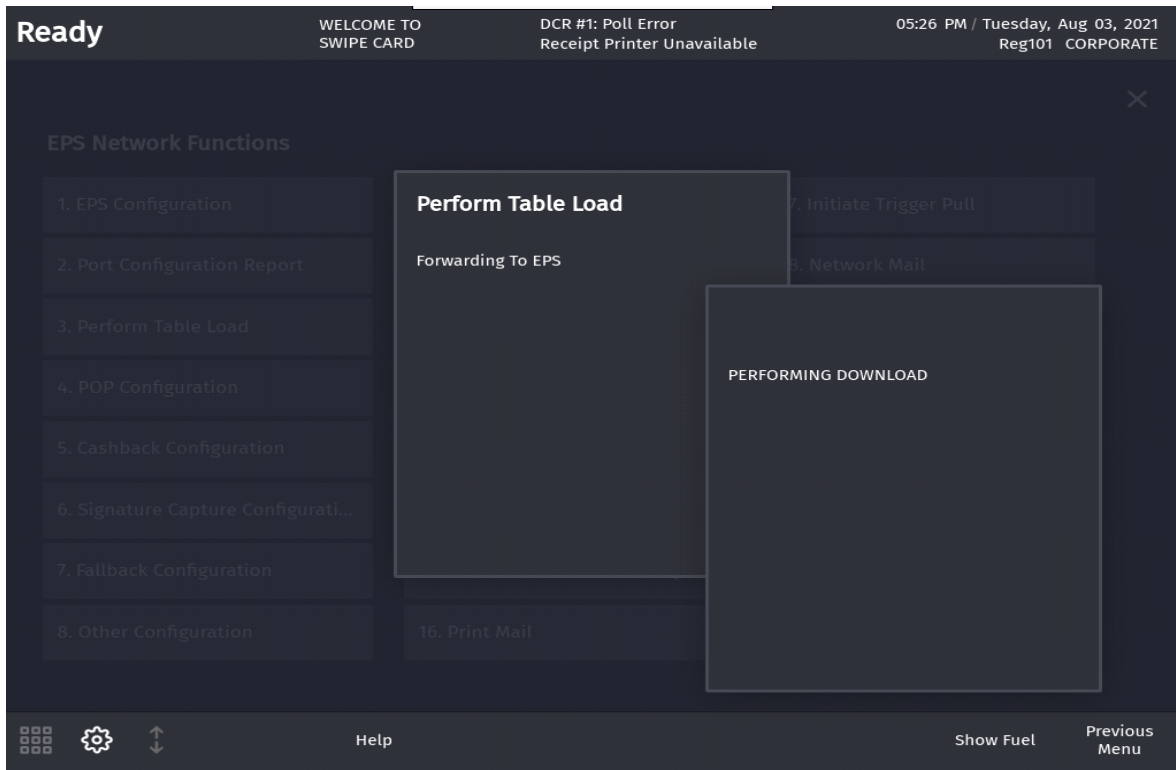 Ready
WELCOME TO
SWIPE CARD
DCR #1: Poll Error
Receipt Printer Unavailable
05:26 PM / Tuesday, Aug 03, 2021
Reg101 CORPORATE
EPS Network Functions
1. EPS Configuration
2. Port Configuration Report
3. Perform Table Load
4. POP Configuration
5. Cashback Configuration
6. Signature Capture Configurati...
7. Fallback Configuration
8. Other Configuration
16. Print Mail
7. Initiate Trigger Pull
8. Network Mail
Perform Table Load
Forwarding To EPS
PERFORMING DOWNLOAD
Help
Show Fuel
Previous
Menu